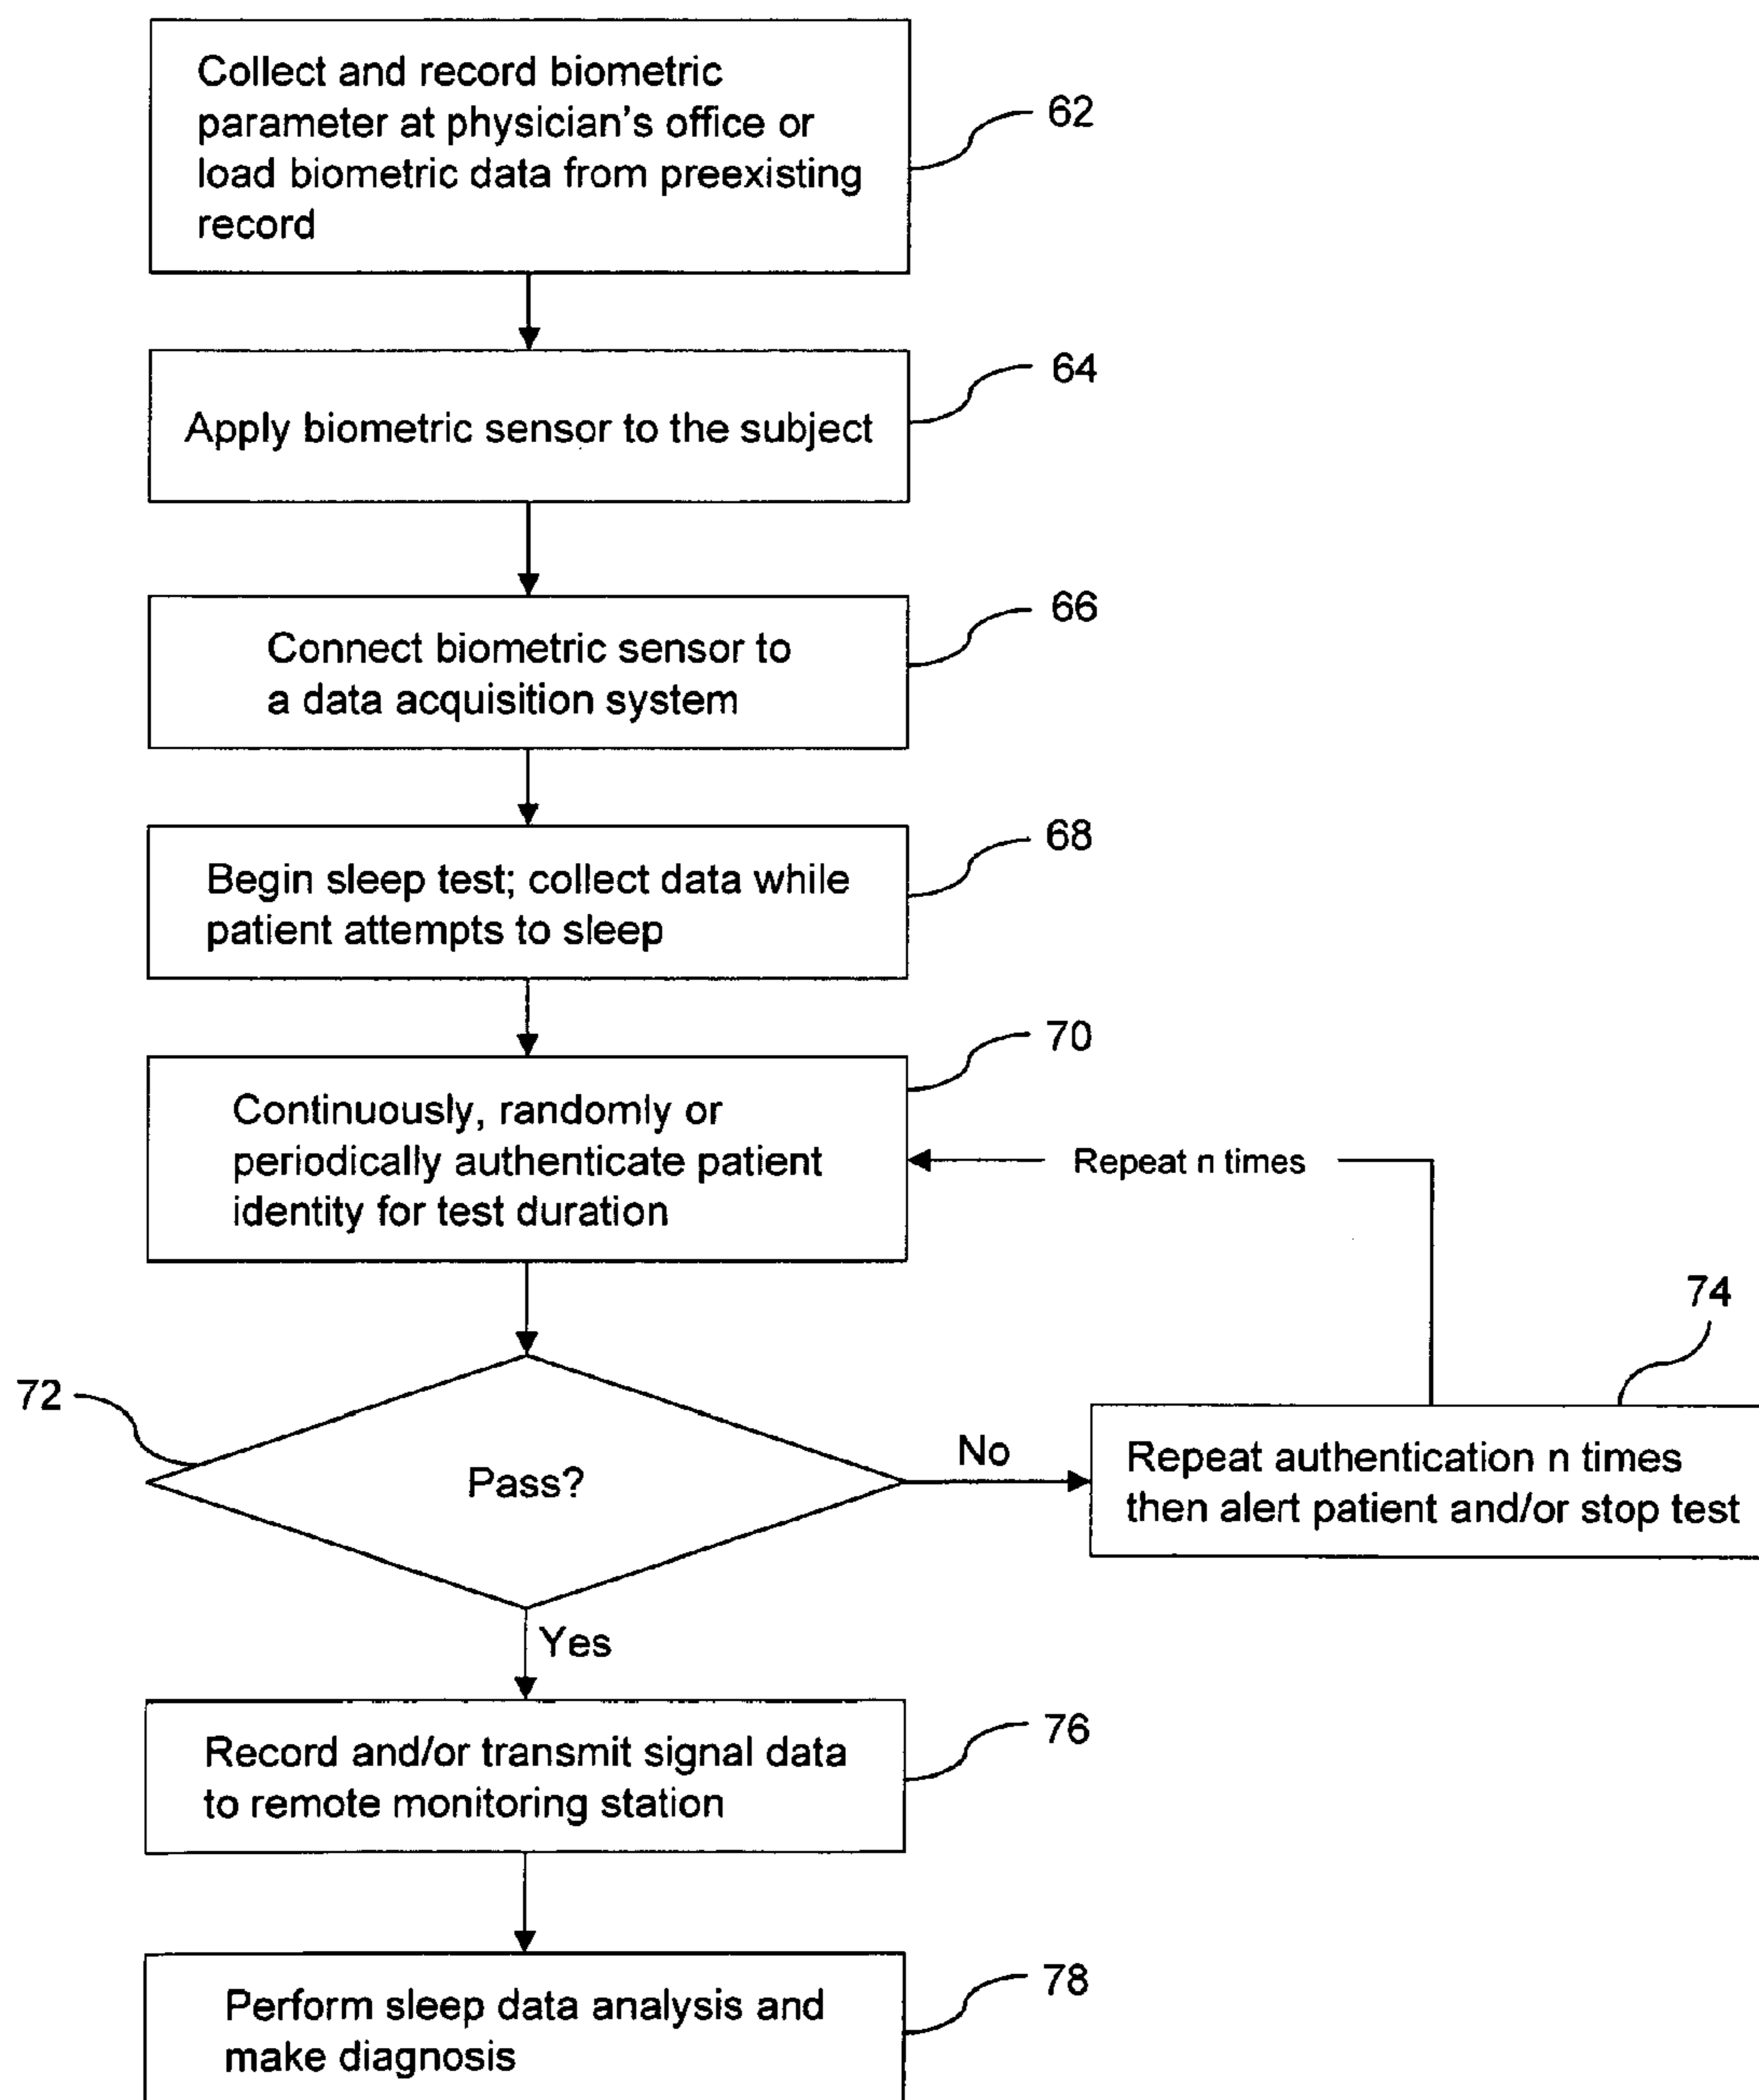 Collect and record biometric
parameter at physician's office or
load biometric data from preexisting
record
62
Apply biometric sensor to the subject
64
Connect biometric sensor to
a data acquisition system
66
Begin sleep test; collect data while
patient attempts to sleep
68
Continuously, randomly or
periodically authenticate patient
identity for test duration
70
Repeat n times
72
Pass?
No
74
Repeat authentication n times
then alert patient and/or stop test
Yes
Record and/or transmit signal data
to remote monitoring station
76
Perform sleep data analysis and
make diagnosis
78